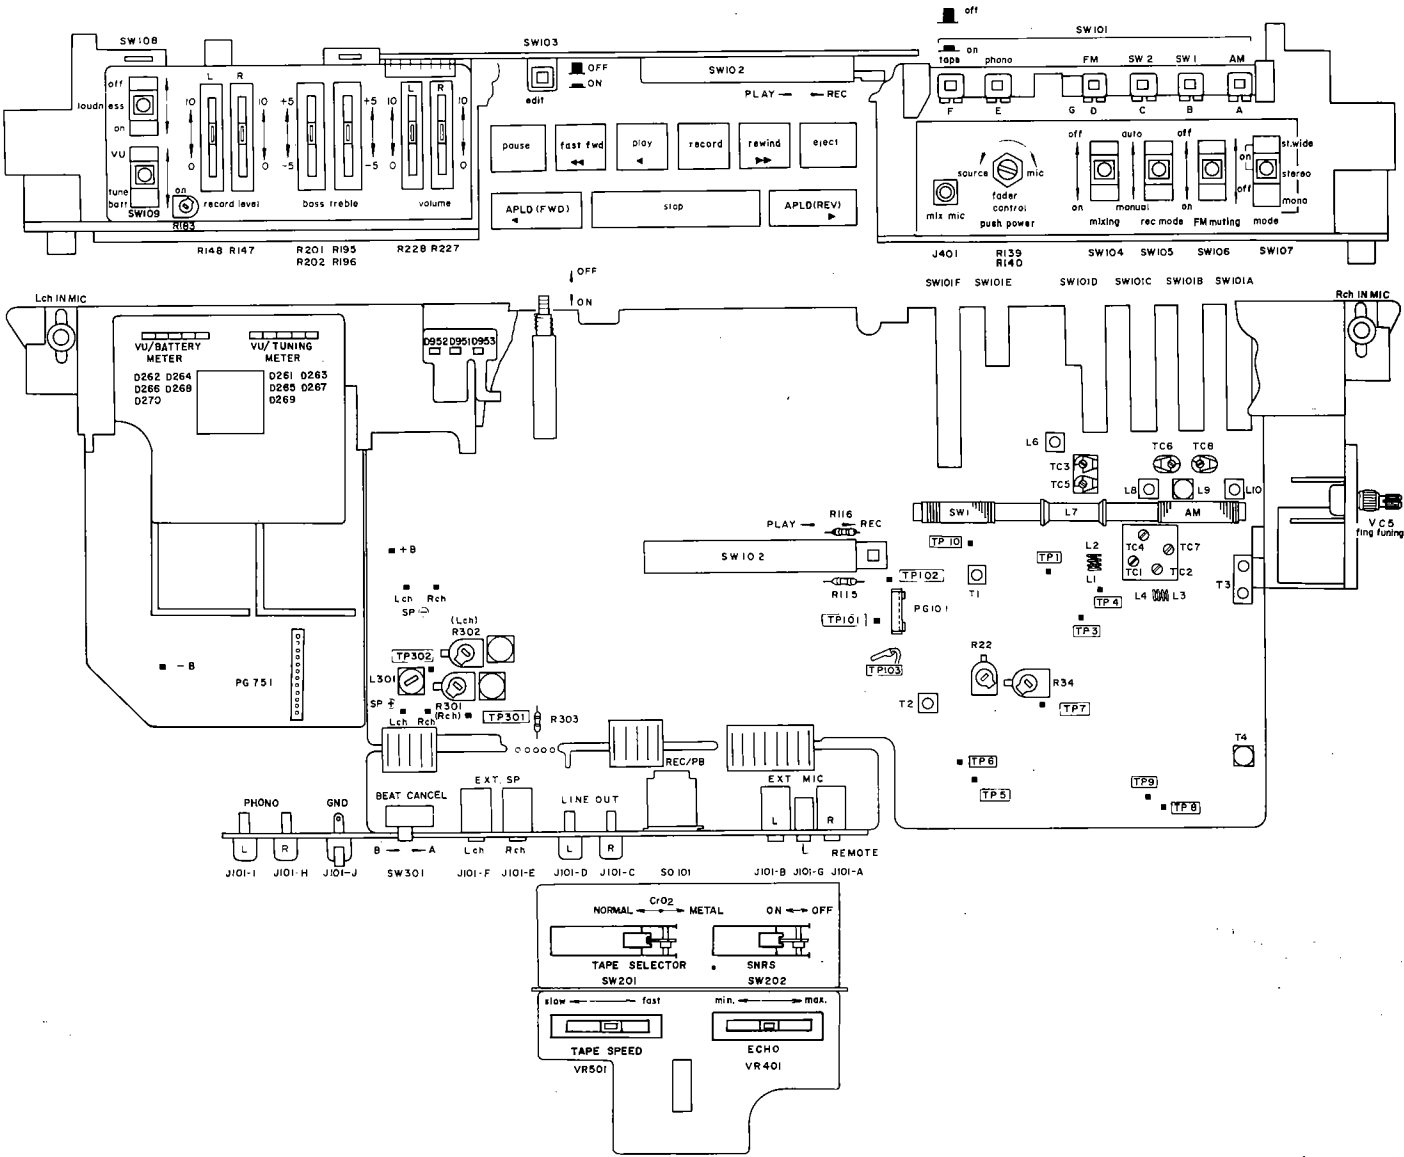 off
SW101
on
SW108
SW103
tape phono FM SW2 SW1 AM
SW102
OFF
ON
edit
PLAY REC
F E G D C B A
off
loudness
on
L R
10 10
0 0
+5 +5
-5 -5
10 L R 10
0 0
VU
tune
batt
SW109
on
R183
record level bass treble volume
pause fast fwd play record rewind eject
APLD (FWD) stop APLD (REV)
source mic
fader
control
push power
mix mic
off auto off
on manual on
mixing rec mode FM muting mode
on
off
st.wide
stereo
mono
R148 R147 R201 R195 R228 R227
R202 R196
J401 R139 SW104 SW105 SW106 SW107
R140
OFF
ON
SW101F SW101E SW101D SW101C SW101B SW101A
Lch IN MIC
Rch IN MIC
VU/BATTERY
METER
VU/TUNING
METER
D262 D264
D266 D268
D270
D261 D263
D265 D267
D269
D952 D951 D953
L6
TC3
TC5
TC6 TC8
L8 L9 L10
SW1 L7 AM
VC5
fing tuning
R116
PLAY REC
SW102
R115
TP102
TP101
PG101
TP103
TP10
T1
TP1
L2
L1
TC4 TC7
TC1 TC2
L4 L3
T3
TP4
TP3
+B
Lch Rch
SP ⊖
(Lch)
R302
TP302
L301
SP +
R301
Lch Rch (Rch)
TP301
R303
-B
PG751
R22
R34
T2
TP7
TP6
TP5
T4
TP9
TP8
REC/PB
EXT. SP
EXT MIC
BEAT CANCEL
LINE OUT
PHONO GND
L R
B A
Lch Rch
L R
L L R
REMOTE
J101-I J101-H J101-J SW301 J101-F J101-E J101-D J101-C SO101 J101-B J101-G J101-A
CrO2
NORMAL METAL
ON OFF
TAPE SELECTOR SNRS
SW201 SW202
slow fast
min. max.
TAPE SPEED ECHO
VR501 VR401